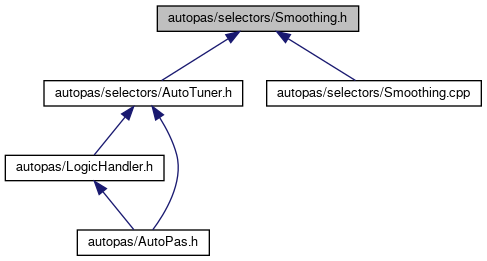 autopas/selectors/Smoothing.h
autopas/selectors/AutoTuner.h
autopas/selectors/Smoothing.cpp
autopas/LogicHandler.h
autopas/AutoPas.h